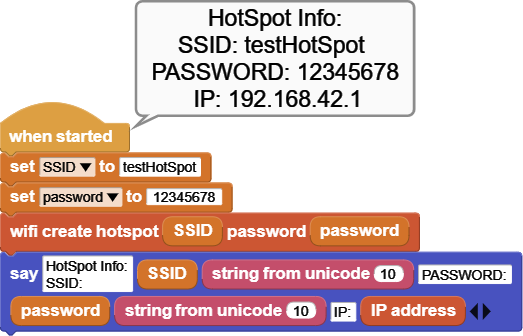 HotSpot Info:
SSID: testHotSpot
PASSWORD: 12345678
IP: 192.168.42.1
when started
set SSID to testHotSpot
set password to 12345678
wifi create hotspot SSID password password
say HotSpot Info:
SSID: SSID string from unicode 10 PASSWORD:
password string from unicode 10 IP: IP address